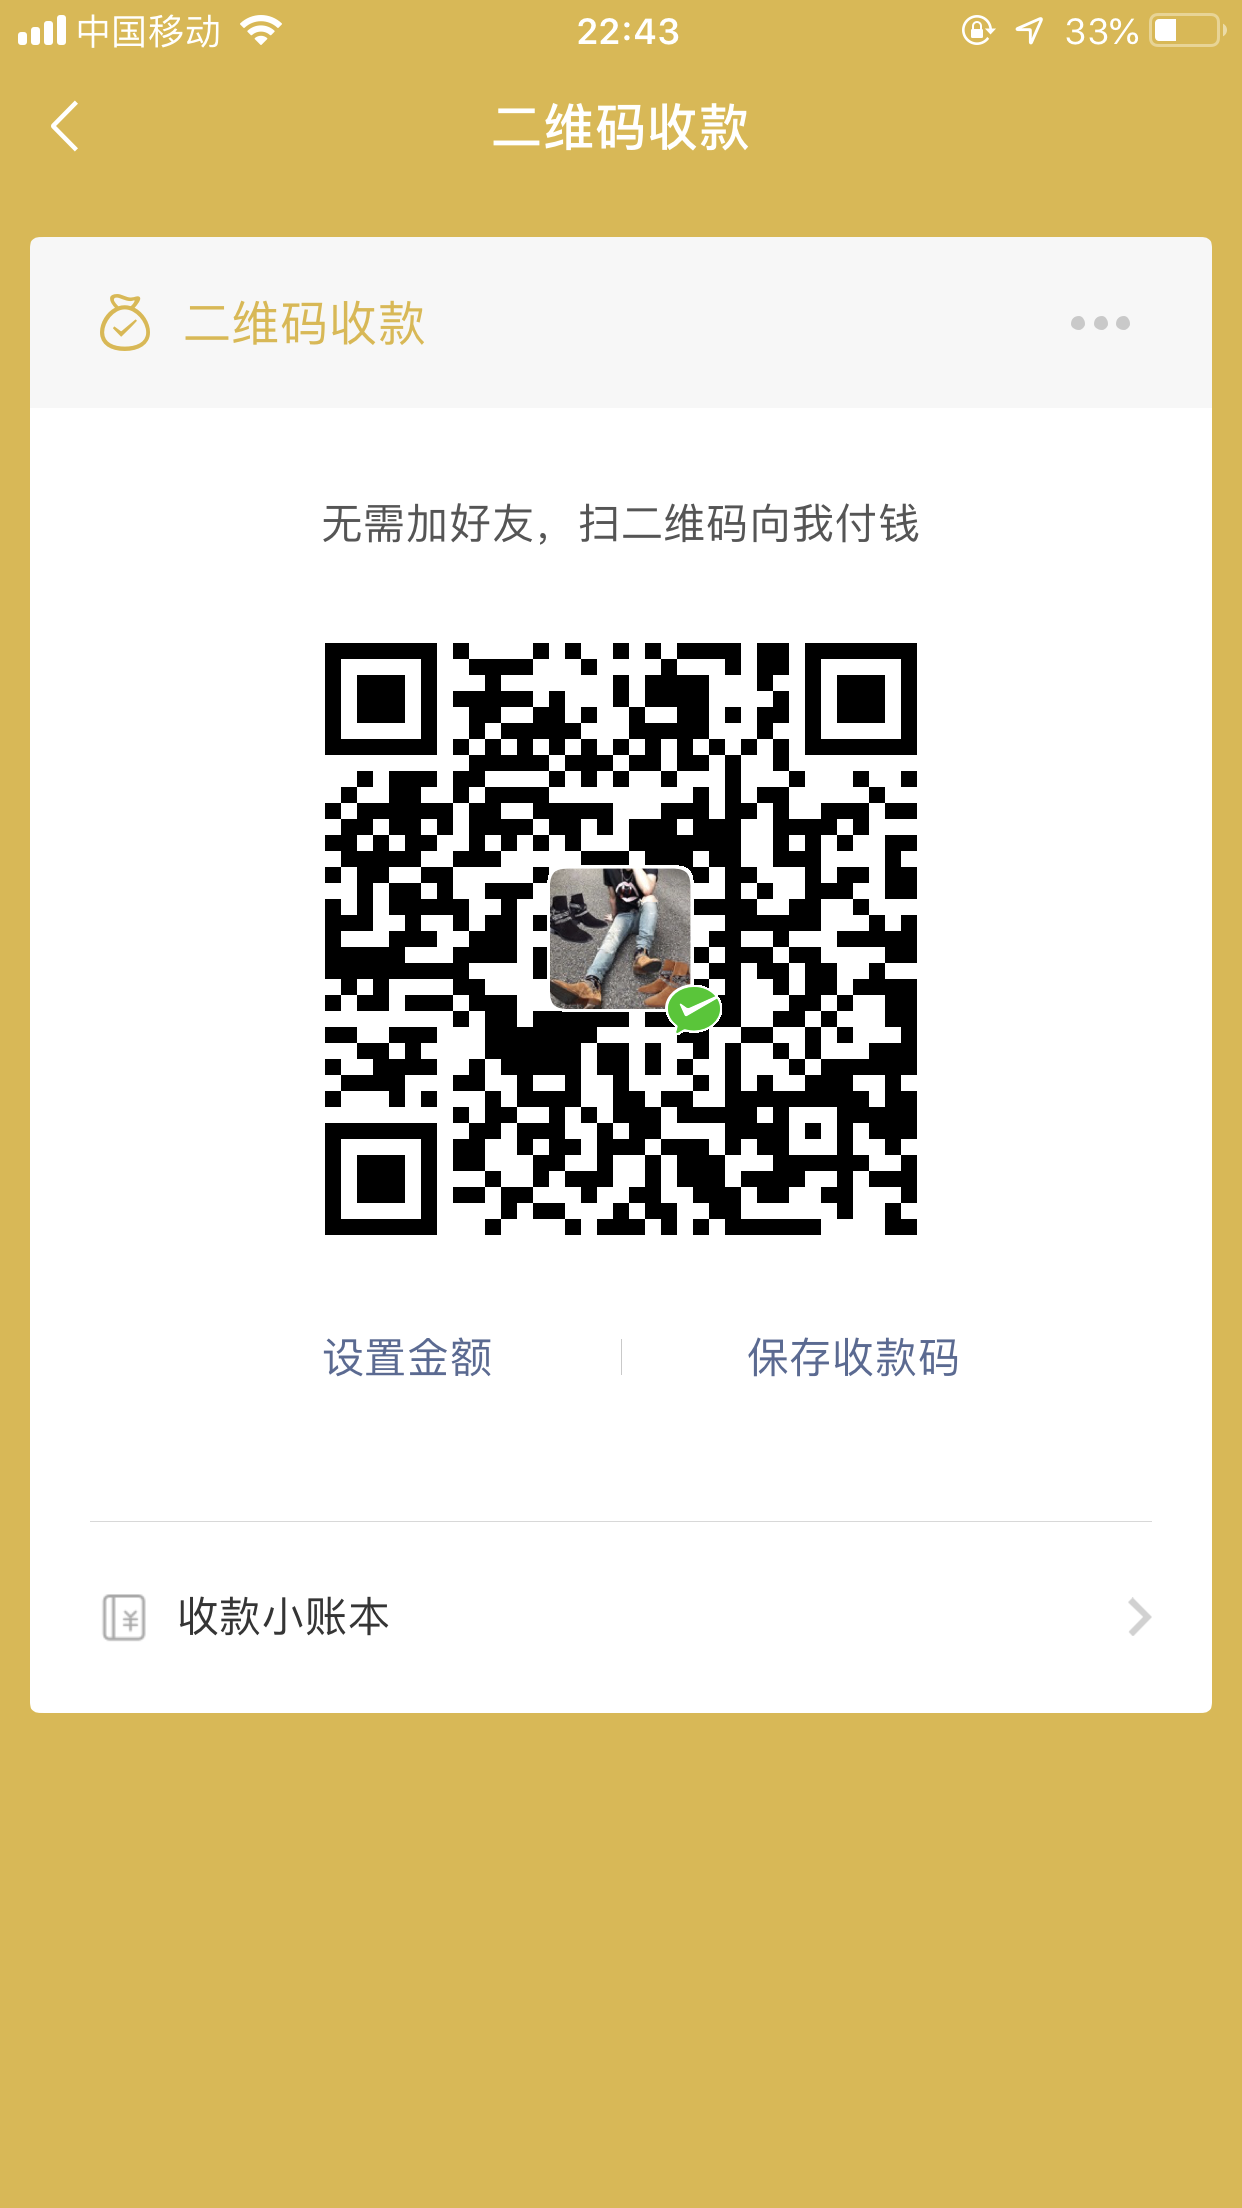 中国移动 22:43 33%
二维码收款
二维码收款
无需加好友，扫二维码向我付钱
设置金额 保存收款码
收款小账本